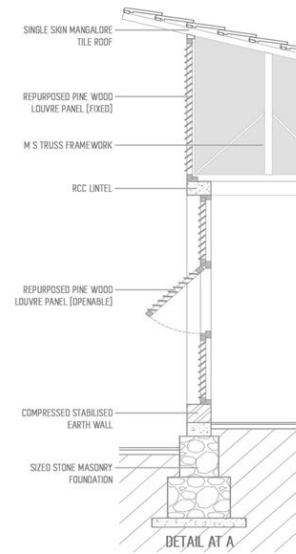 SINGLE SKIN MANGALORE
TILE ROOF
REPURPOSED PINE WOOD
LOUVRE PANEL [FIXED]
M S TRUSS FRAMEWORK
RCC LINTEL
REPURPOSED PINE WOOD
LOUVRE PANEL [OPENABLE]
COMPRESSED STABILISED
EARTH WALL
SIZED STONE MASONRY
FOUNDATION
DETAIL AT A